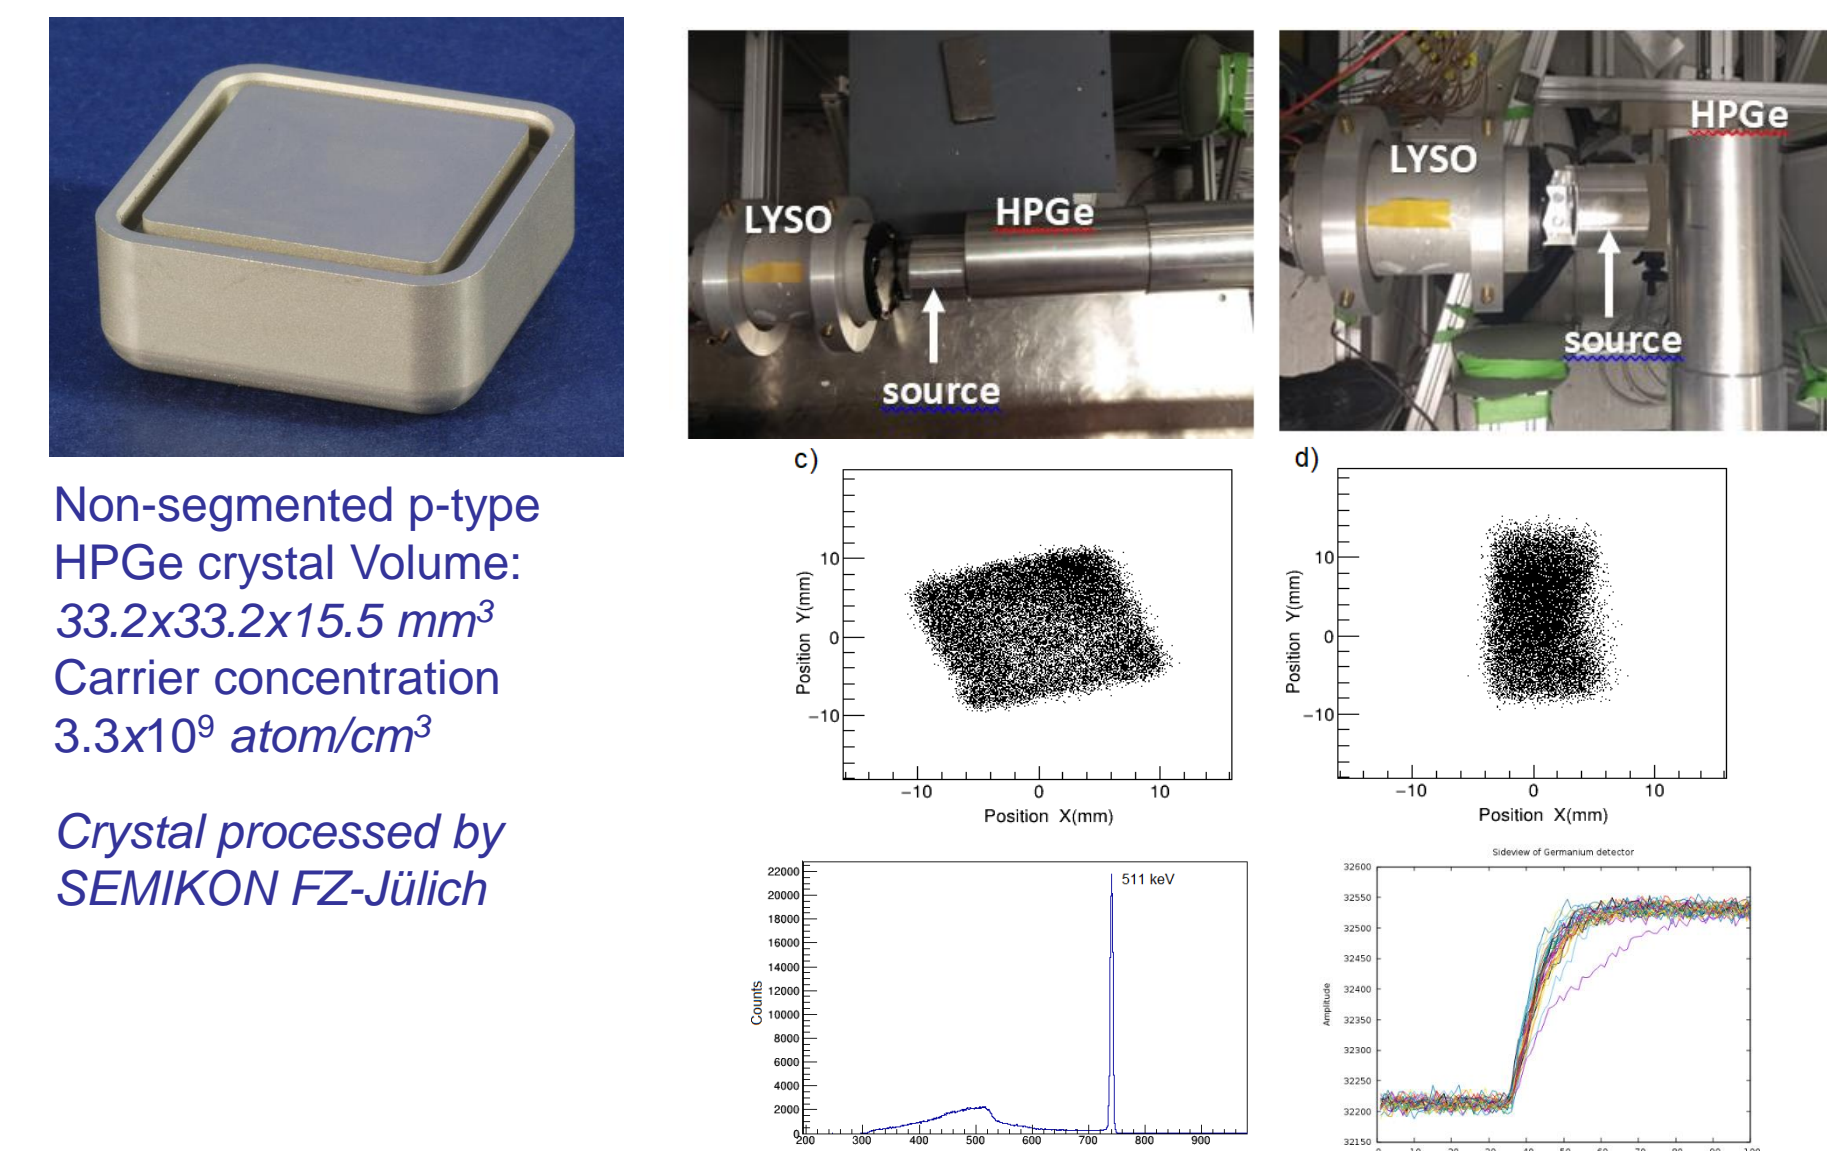 Non-segmented p-type
HPGe crystal Volume:
33.2x33.2x15.5 mm³
Carrier concentration
3.3x10⁹ atom/cm³
Crystal processed by
SEMIKON FZ-Jülich
LYSO
HPGe
source
LYSO
HPGe
source
c)
10
0
−10
Position Y(mm)
−10
0
10
Position X(mm)
d)
10
0
−10
Position Y(mm)
−10
0
10
Position X(mm)
22000
20000
18000
16000
14000
12000
10000
8000
6000
4000
2000
0
Counts
511 keV
200
300
400
500
600
700
800
900
Sideview of Germanium detector
32600
32550
32500
32450
32400
32350
32300
32250
32200
32150
Amplitude